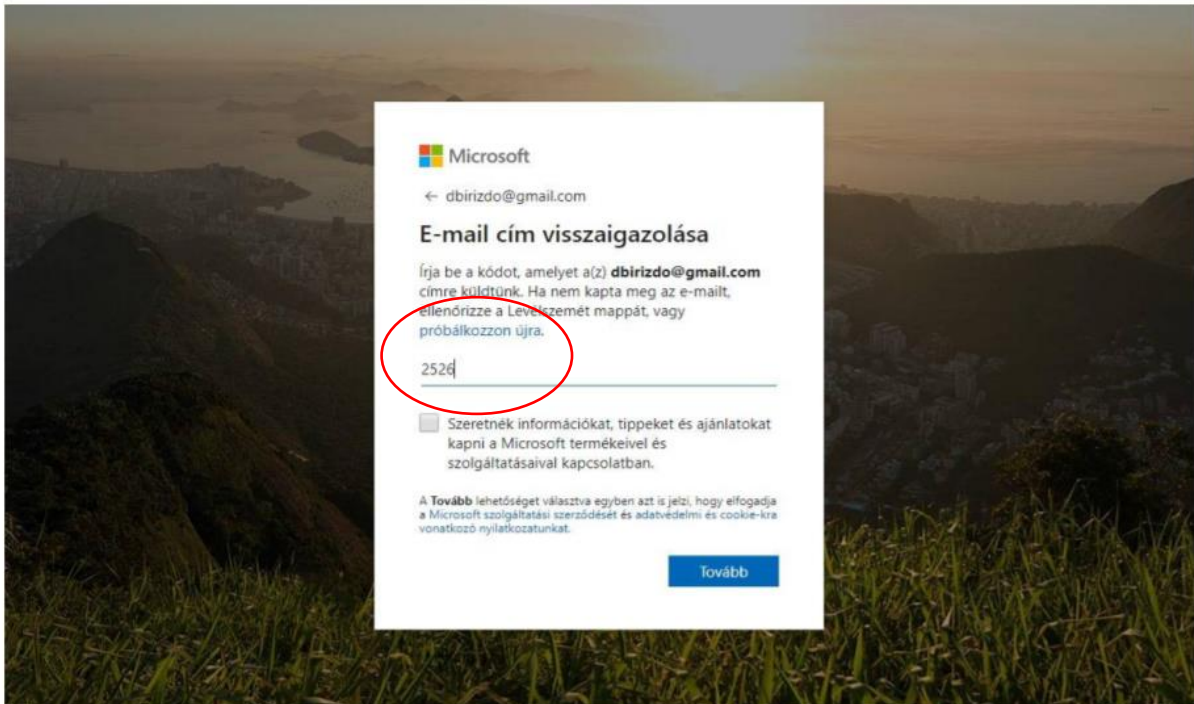 Microsoft
← dbirizdo@gmail.com
E-mail cím visszaigazolása
Írja be a kódot, amelyet a(z) dbirizdo@gmail.com
címre küldtünk. Ha nem kapta meg az e-mailt,
ellenőrizze a Levélszemét mappát, vagy
próbálkozzon újra.
2526
Szeretnék információkat, tippeket és ajánlatokat
kapni a Microsoft termékeivel és
szolgáltatásaival kapcsolatban.
A Tovább lehetőséget választva egyben azt is jelzi, hogy elfogadja
a Microsoft szolgáltatási szerződését és adatvédelmi és cookie-kra
vonatkozó nyilatkozatunkat.
Tovább